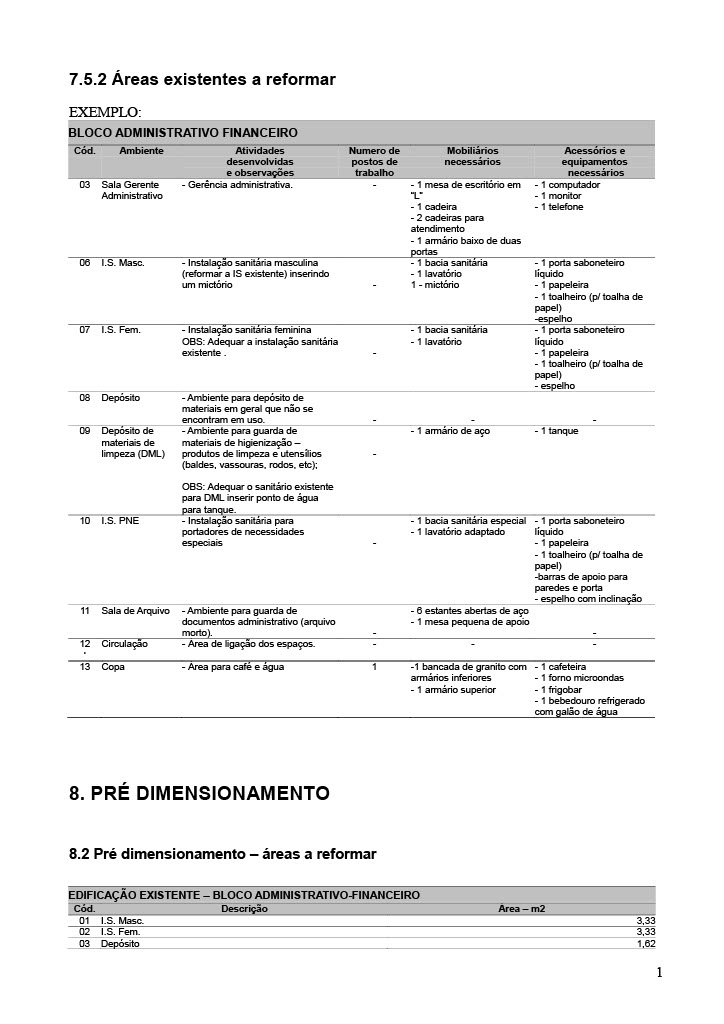 7.5.2 Áreas existentes a reformar
EXEMPLO:
BLOCO ADMINISTRATIVO FINANCEIRO
Cód. Ambiente Atividades desenvolvidas e observações Numero de postos de trabalho Mobiliários necessários Acessórios e equipamentos necessários
03 Sala Gerente - Gerência administrativa. - - 1 mesa de escritório em - 1 computador
Administrativo "L" - 1 monitor
- 1 cadeira - 1 telefone
- 2 cadeiras para
atendimento
- 1 armário baixo de duas
portas
06 I.S. Masc. - Instalação sanitária masculina - 1 bacia sanitária - 1 porta saboneteiro
(reformar a IS existente) inserindo - 1 lavatório líquido
um mictório - 1 - mictório - 1 papeleira
- 1 toalheiro (p/ toalha de
papel)
-espelho
07 I.S. Fem. - Instalação sanitária feminina - 1 bacia sanitária - 1 porta saboneteiro
OBS: Adequar a instalação sanitária - 1 lavatório líquido
existente . - - 1 papeleira
- 1 toalheiro (p/ toalha de
papel)
- espelho
08 Depósito - Ambiente para depósito de
materiais em geral que não se
encontram em uso. - - -
09 Depósito de - Ambiente para guarda de - 1 armário de aço - 1 tanque
materiais de materiais de higienização –
limpeza (DML) produtos de limpeza e utensílios -
(baldes, vassouras, rodos, etc);
OBS: Adequar o sanitário existente
para DML inserir ponto de água
para tanque.
10 I.S. PNE - Instalação sanitária para - 1 bacia sanitária especial - 1 porta saboneteiro
portadores de necessidades - 1 lavatório adaptado líquido
especiais - - 1 papeleira
- 1 toalheiro (p/ toalha de
papel)
-barras de apoio para
paredes e porta
- espelho com inclinação
11 Sala de Arquivo - Ambiente para guarda de - 6 estantes abertas de aço
documentos administrativo (arquivo - 1 mesa pequena de apoio
morto). - -
12 Circulação - Área de ligação dos espaços. - - -
.
13 Copa - Área para café e água 1 -1 bancada de granito com - 1 cafeteira
armários inferiores - 1 forno microondas
- 1 armário superior - 1 frigobar
- 1 bebedouro refrigerado
com galão de água
8. PRÉ DIMENSIONAMENTO
8.2 Pré dimensionamento – áreas a reformar
EDIFICAÇÃO EXISTENTE – BLOCO ADMINISTRATIVO-FINANCEIRO
Cód. Descrição Área – m2
01 I.S. Masc. 3,33
02 I.S. Fem. 3,33
03 Depósito 1,62
1